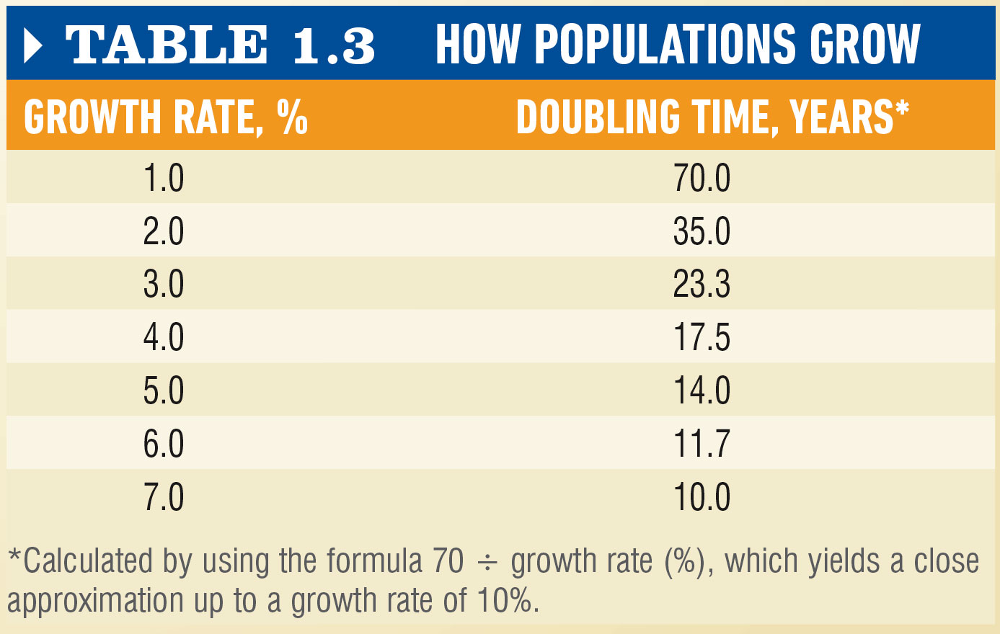 TABLE 1.3 HOW POPULATIONS GROW
GROWTH RATE, % DOUBLING TIME, YEARS*
1.0 70.0
2.0 35.0
3.0 23.3
4.0 17.5
5.0 14.0
6.0 11.7
7.0 10.0
*Calculated by using the formula 70 ÷ growth rate (%), which yields a close
approximation up to a growth rate of 10%.